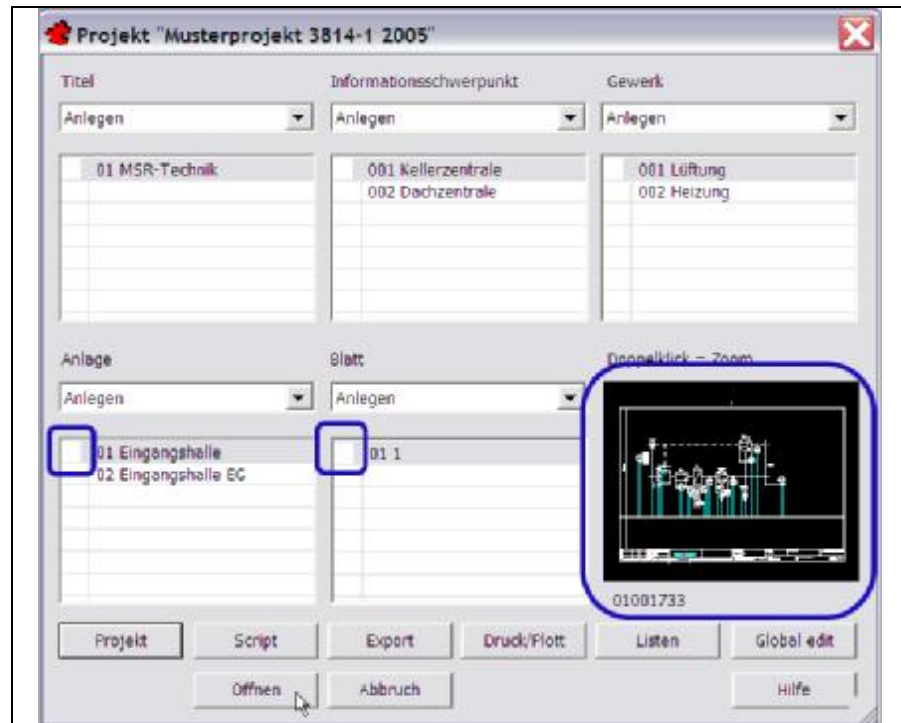 Projekt "Musterprojekt 3814-1 2005"
Titel Informationsschwerpunkt Gewerk
Anlegen Anlegen Anlegen
01 MSR-Technik 001 Kellerzentrale 001 Lüftung
002 Dachzentrale 002 Heizung
Anlage Blatt Doppelklick = Zoom
Anlegen Anlegen
01 Eingangshalle 01 1
02 Eingangshalle EG
01001733
Projekt Script Export Druck/Plott Listen Global edit
Öffnen Abbruch Hilfe